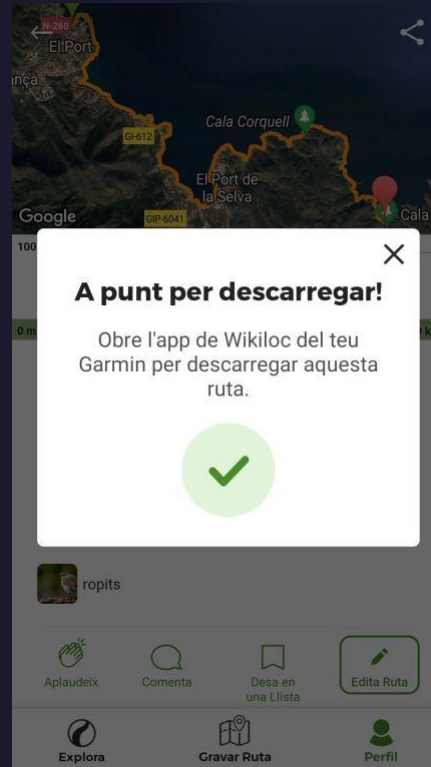 N-260
El Port
nçà
Cala Corquell
GI-612
El Port de
la Selva
Google
GIP-6041
Cala
100
A punt per descarregar!
0 m
Obre l'app de Wikiloc del teu
Garmin per descarregar aquesta
ruta.
ropits
Aplaudeix
Comenta
Desa en
una Llista
Edita Ruta
Explora
Gravar Ruta
Perfil